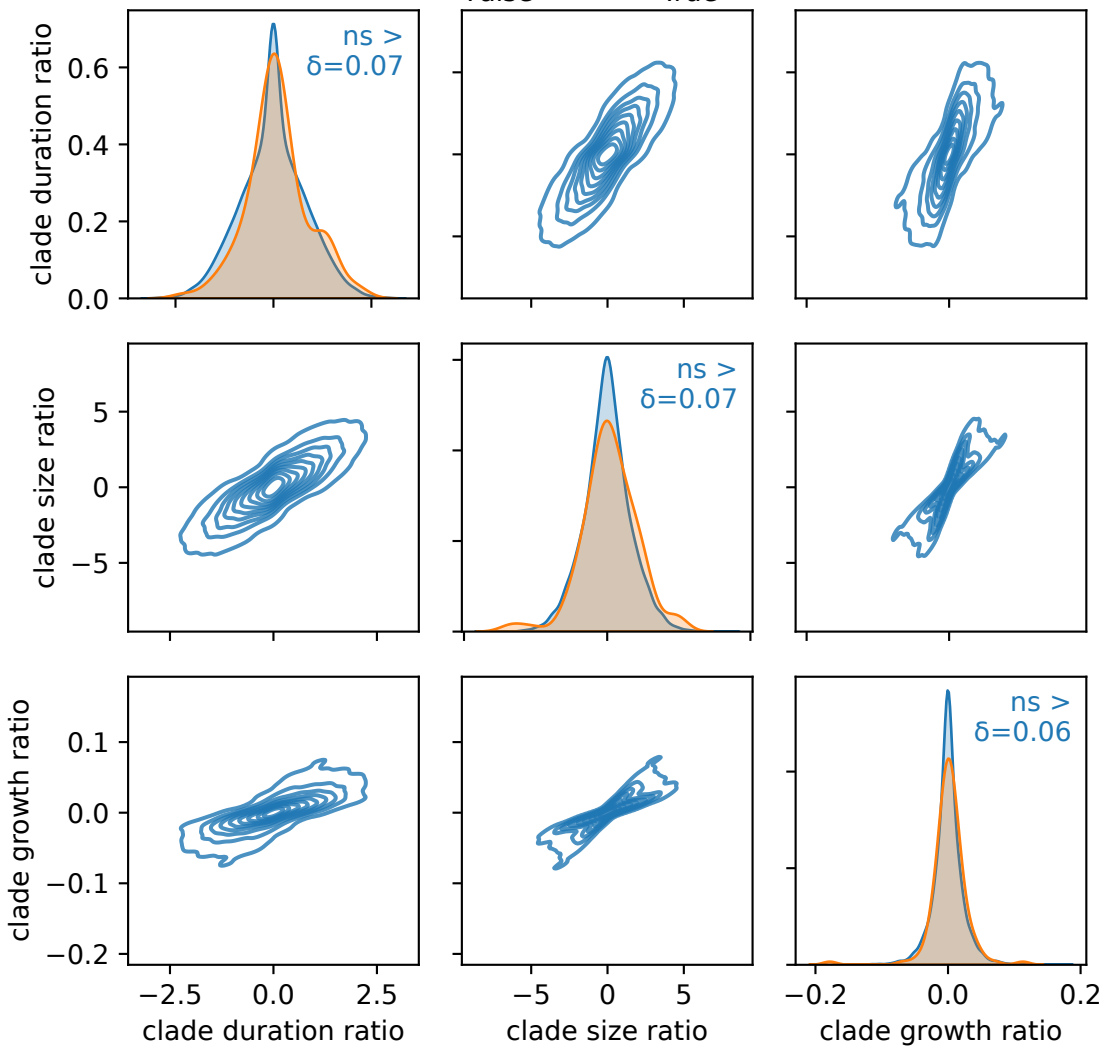 ns >
δ=0.07
clade duration ratio
0.6
0.4
0.2
0.0
ns >
δ=0.07
clade size ratio
5
0
−5
ns >
δ=0.06
clade growth ratio
0.1
0.0
−0.1
−0.2
−2.5 0.0 2.5 −5 0 5 −0.2 0.0 0.2
clade duration ratio clade size ratio clade growth ratio